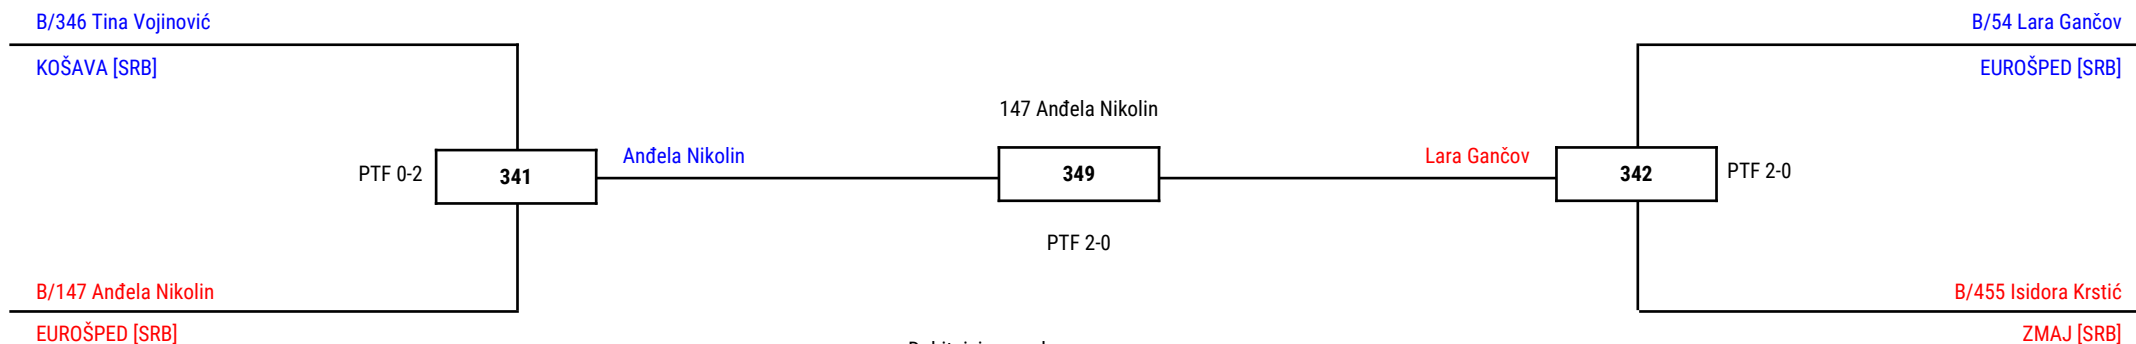 B/346 Tina Vojinović
KOŠAVA [SRB]
B/54 Lara Gančov
EUROŠPED [SRB]
147 Anđela Nikolin
PTF 0-2
341
Anđela Nikolin
349
Lara Gančov
342
PTF 2-0
PTF 2-0
B/147 Anđela Nikolin
EUROŠPED [SRB]
B/455 Isidora Krstić
ZMAJ [SRB]